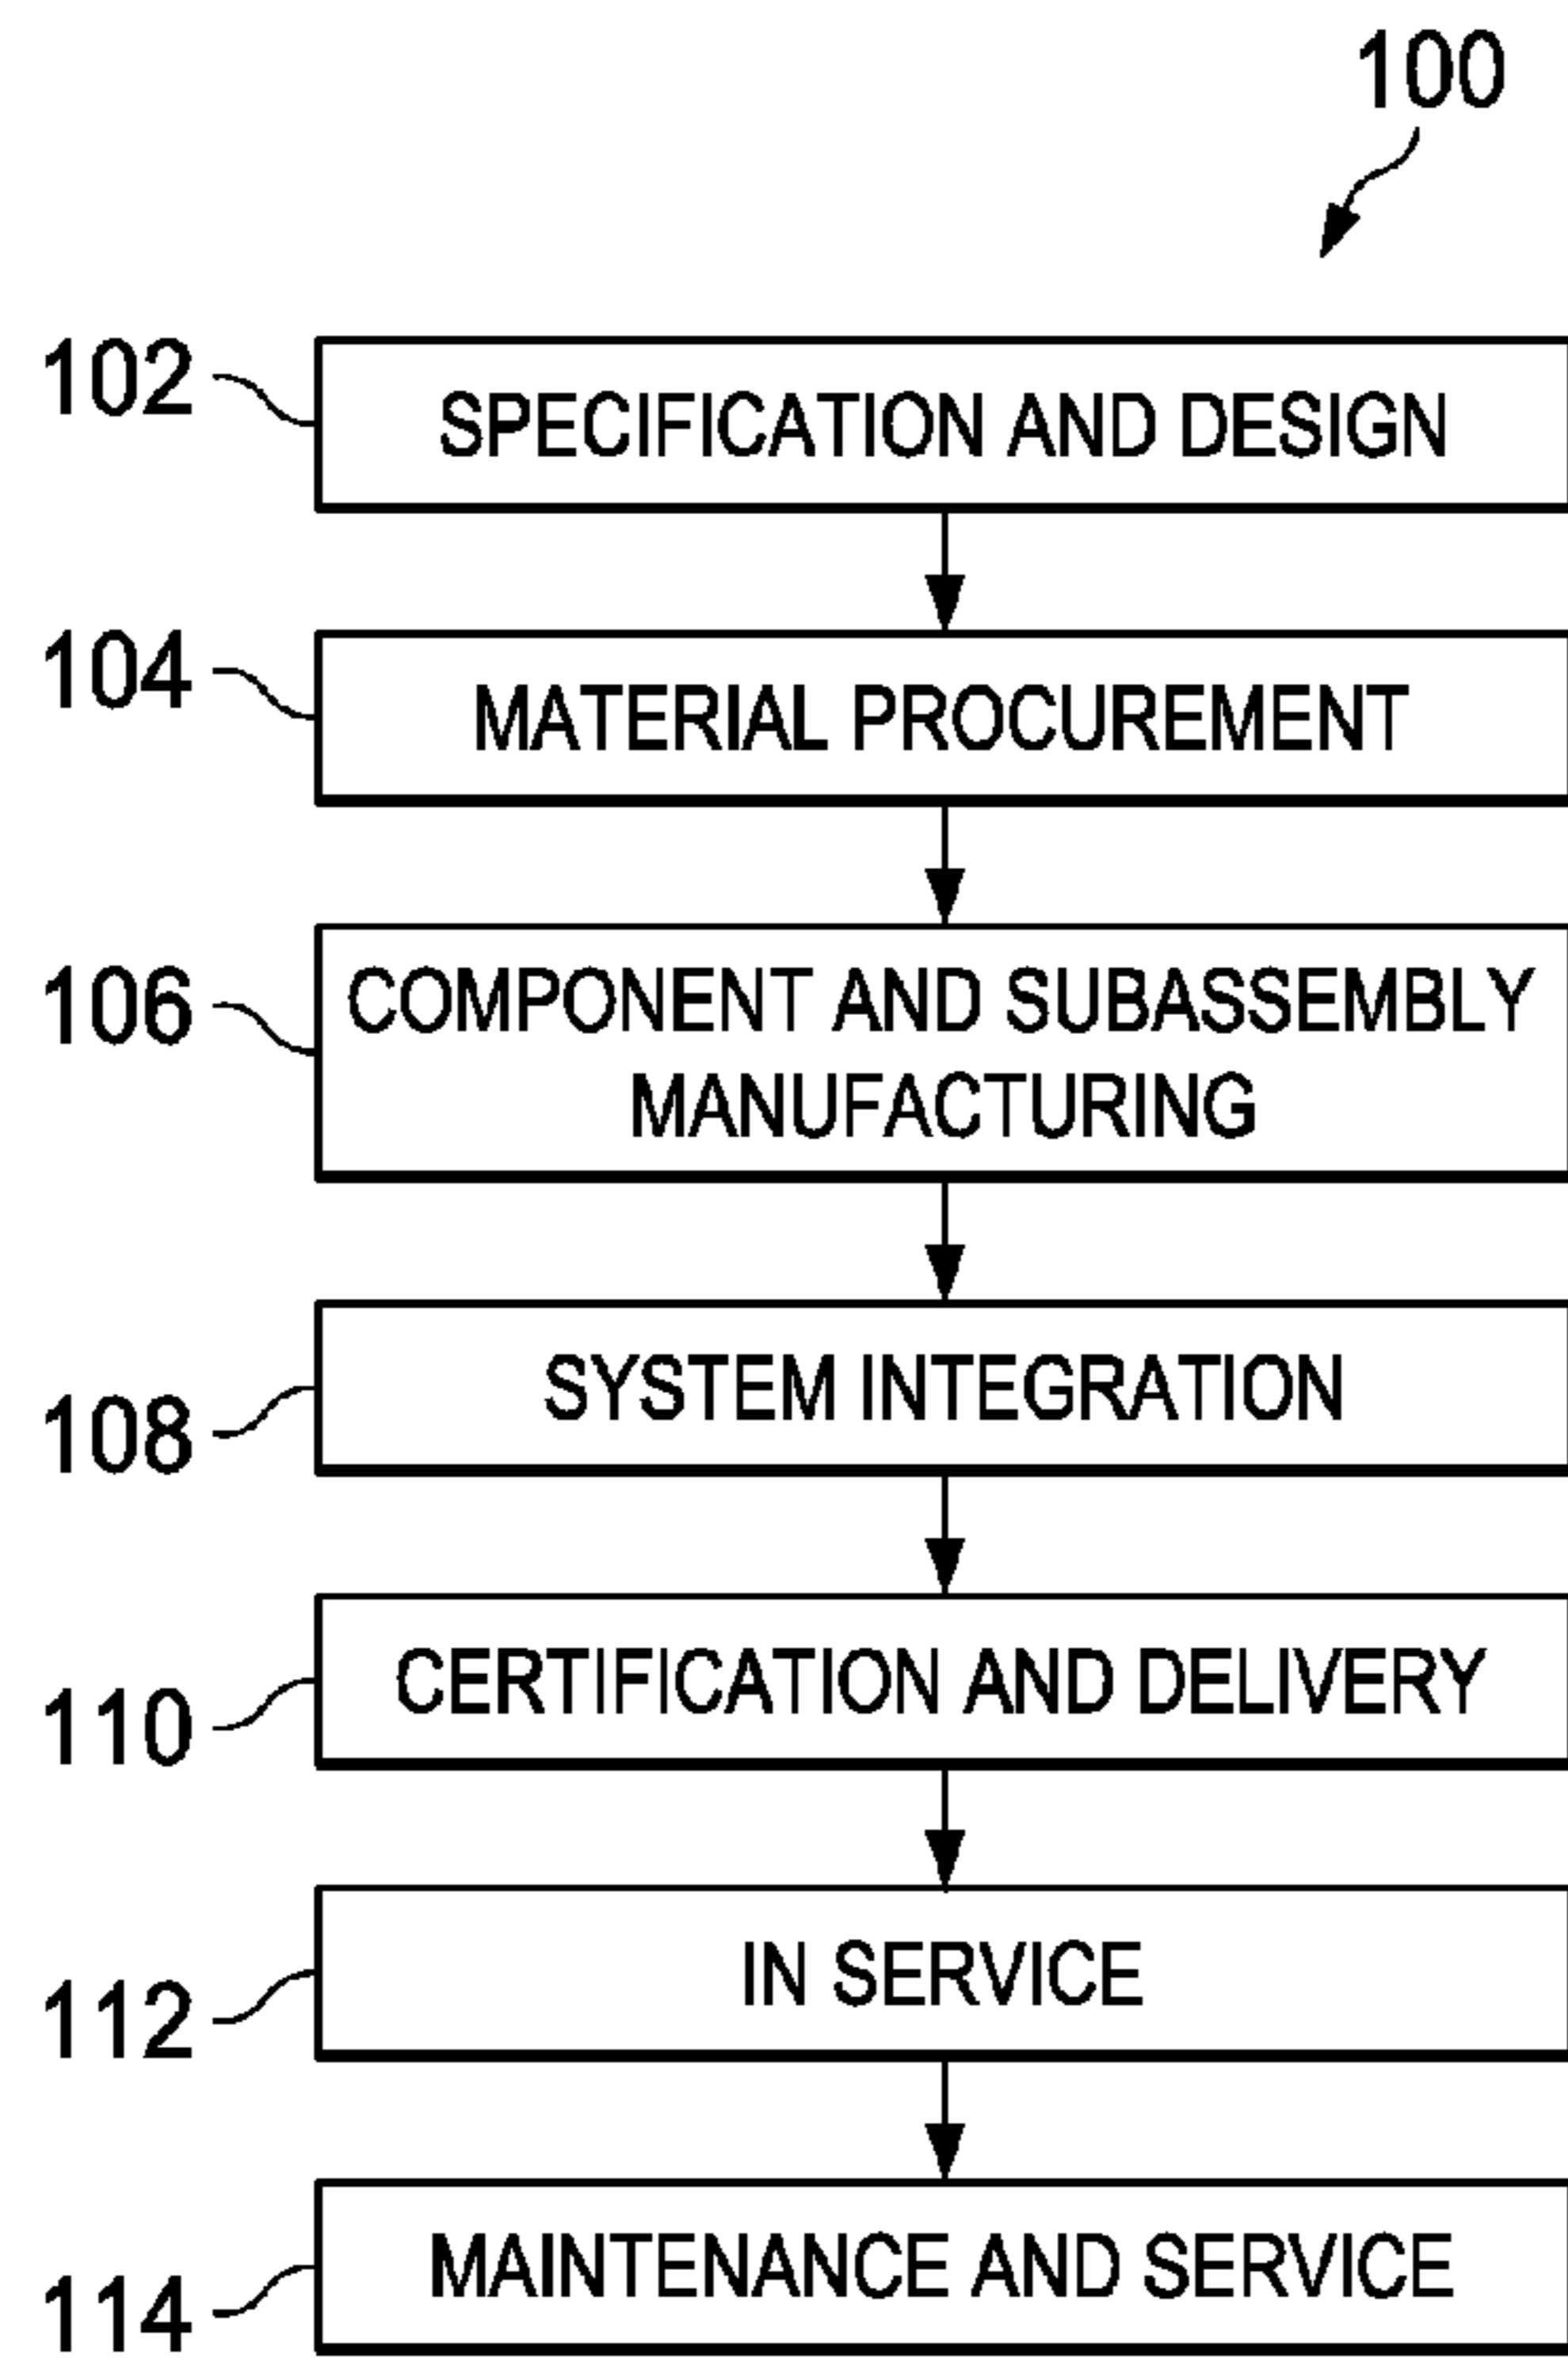 100
102
SPECIFICATION AND DESIGN
104
MATERIAL PROCUREMENT
106
COMPONENT AND SUBASSEMBLY
MANUFACTURING
108
SYSTEM INTEGRATION
110
CERTIFICATION AND DELIVERY
112
IN SERVICE
114
MAINTENANCE AND SERVICE